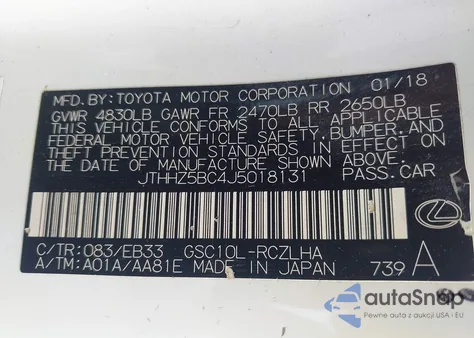 MFD. BY: TOYOTA MOTOR CORPORATION 01/18
GVWR 4830LB GAWR FR 2470LB RR 2650LB
THIS VEHICLE CONFORMS TO ALL APPLICABLE
FEDERAL MOTOR VEHICLE SAFETY, BUMPER, AND
THEFT PREVENTION STANDARDS IN EFFECT ON
THE DATE OF MANUFACTURE SHOWN ABOVE.
JTHHZ5BC4J5018131 PASS.CAR
C/TR: 083/EB33 GSC10L-RCZLHA
A/TM: A01A/AA81E MADE IN JAPAN 739 A
autoSnap
Pewne auta z USA i EU